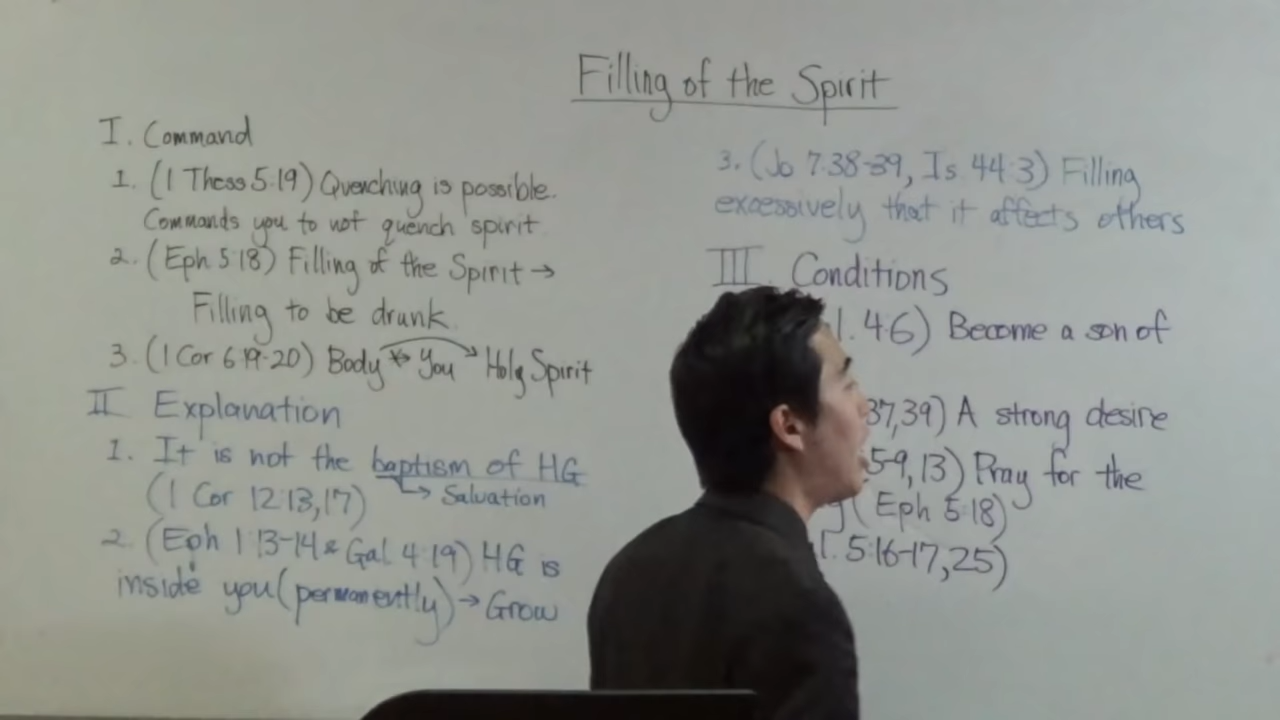 Filling of the Spirit
I. Command
1. (1 Thess 5:19) Quenching is possible.
Commands you to not quench spirit
2. (Eph 5:18) Filling of the Spirit →
Filling to be drunk
3. (1 Cor 6:19-20) Body ↔ You Holy Spirit
II Explanation
1. It is not the baptism of HG
(1 Cor 12:13,17) ↳ Salvation
2. (Eph 1:13-14 & Gal 4:19) HG is
inside you (permanently) → Grow
3. (Jo 7:38-39, Is 44:3) Filling
excessively that it affects others
III Conditions
4:6) Become a son of
37,39) A strong desire
5-9, 13) Pray for the
(Eph 5:18)
5:16-17, 25)